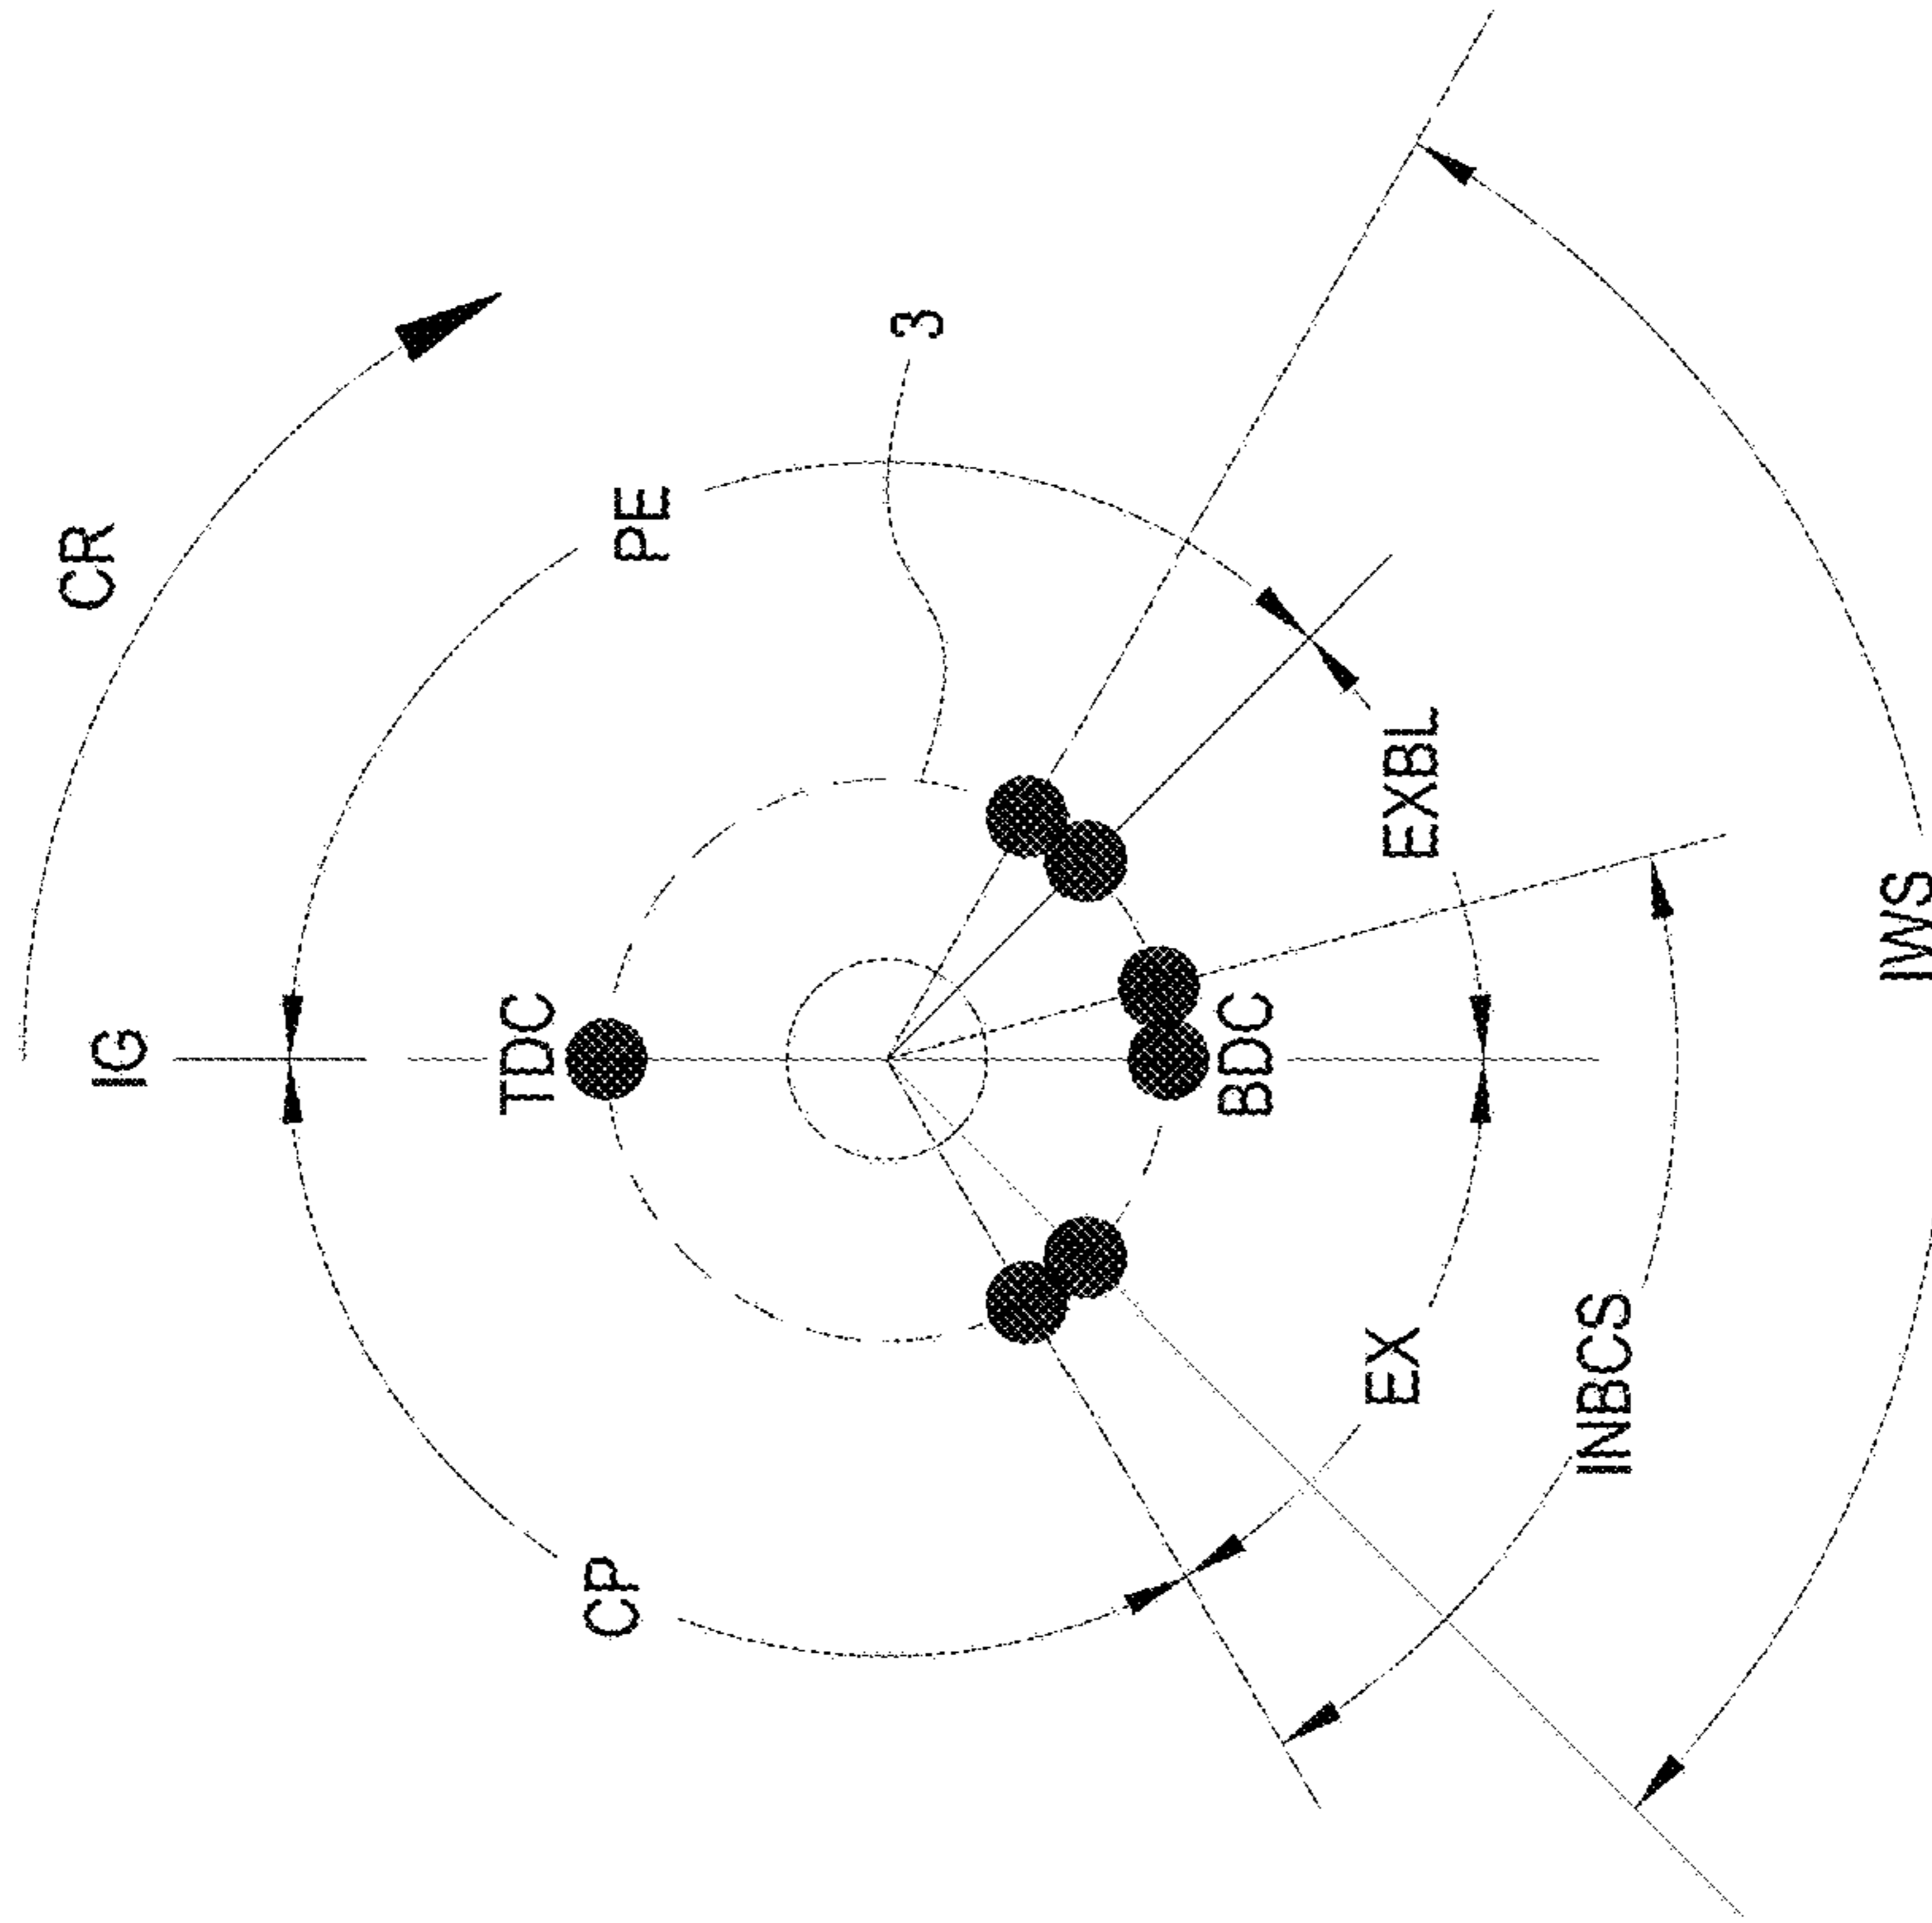 CR
IG
TDC
CP
PE
3
BDC
EX
EXBL
INBCS
IWS